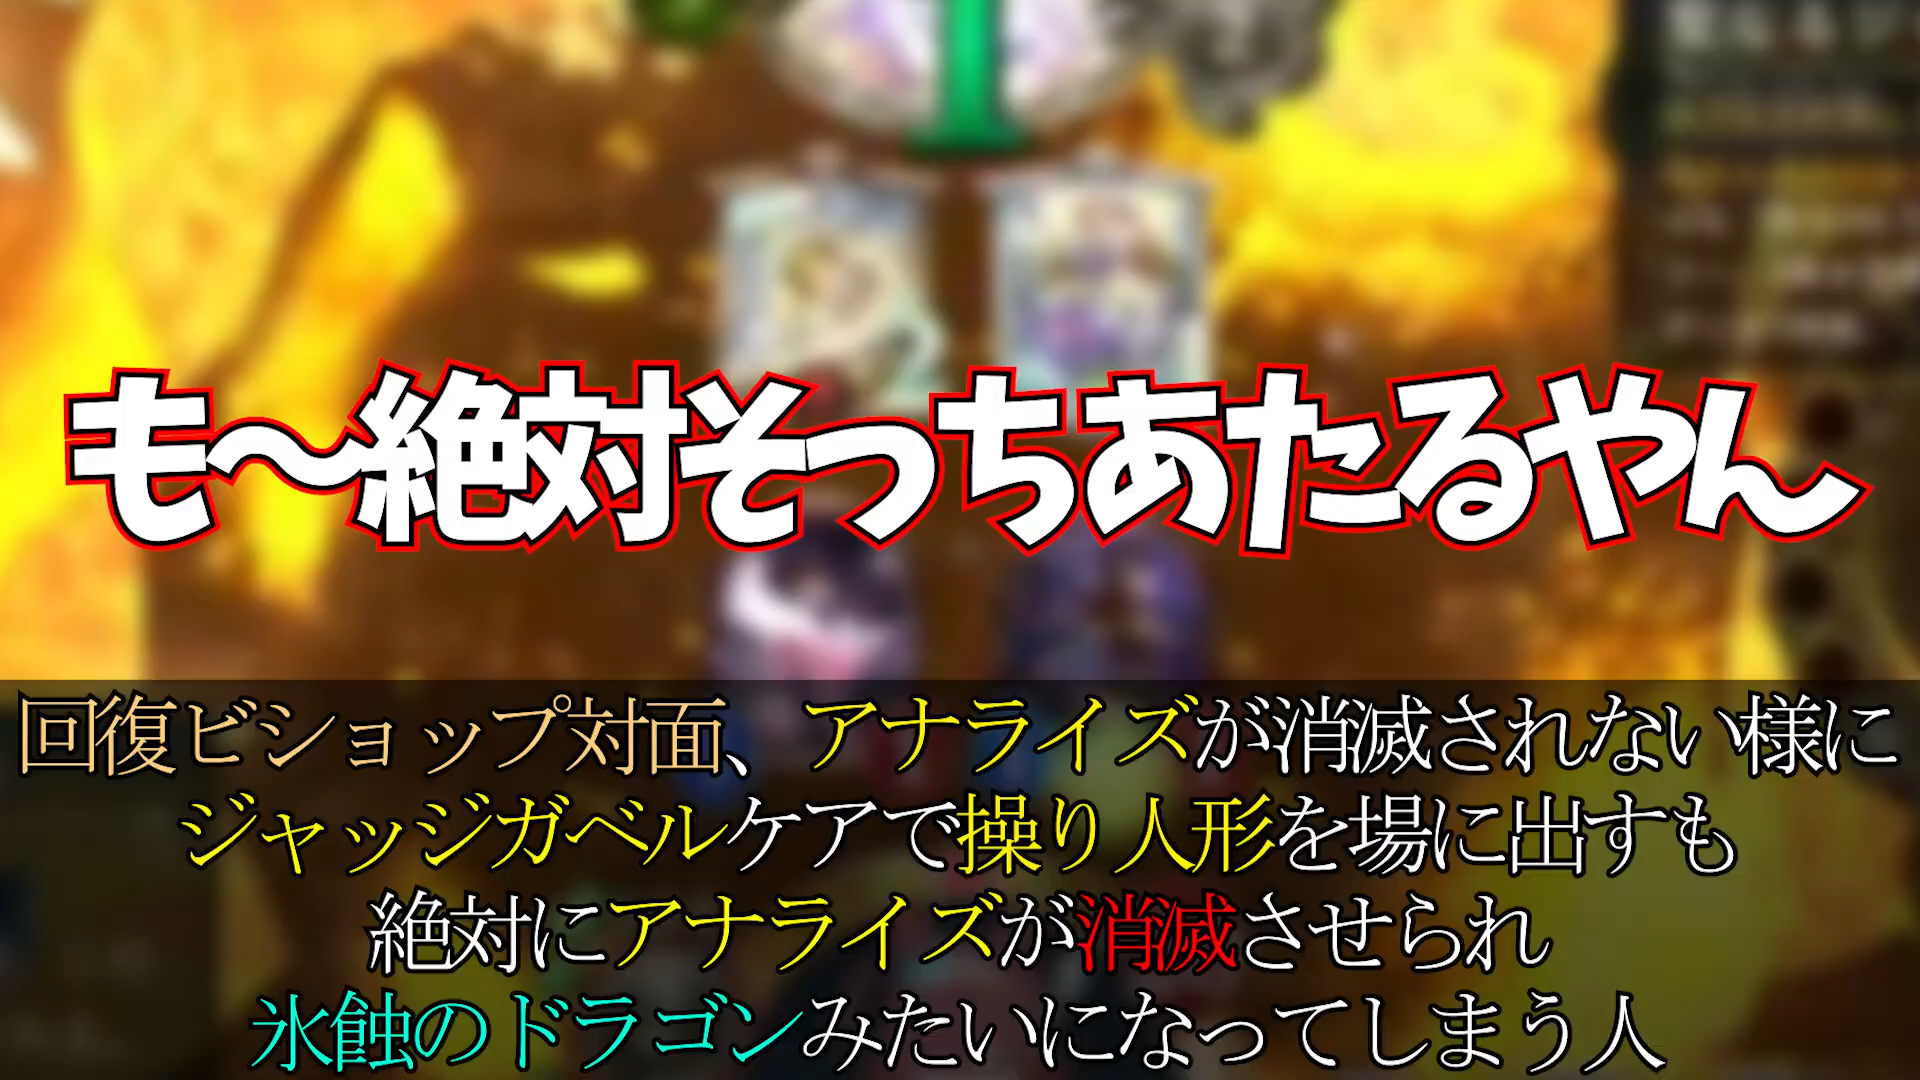 も～絶対そっちあたるやん
回復ビショップ対面、アナライズが消滅されない様に
ジャッジガベルケアで操り人形を場に出すも
絶対にアナライズが消滅させられ
氷蝕のドラゴンみたいになってしまう人